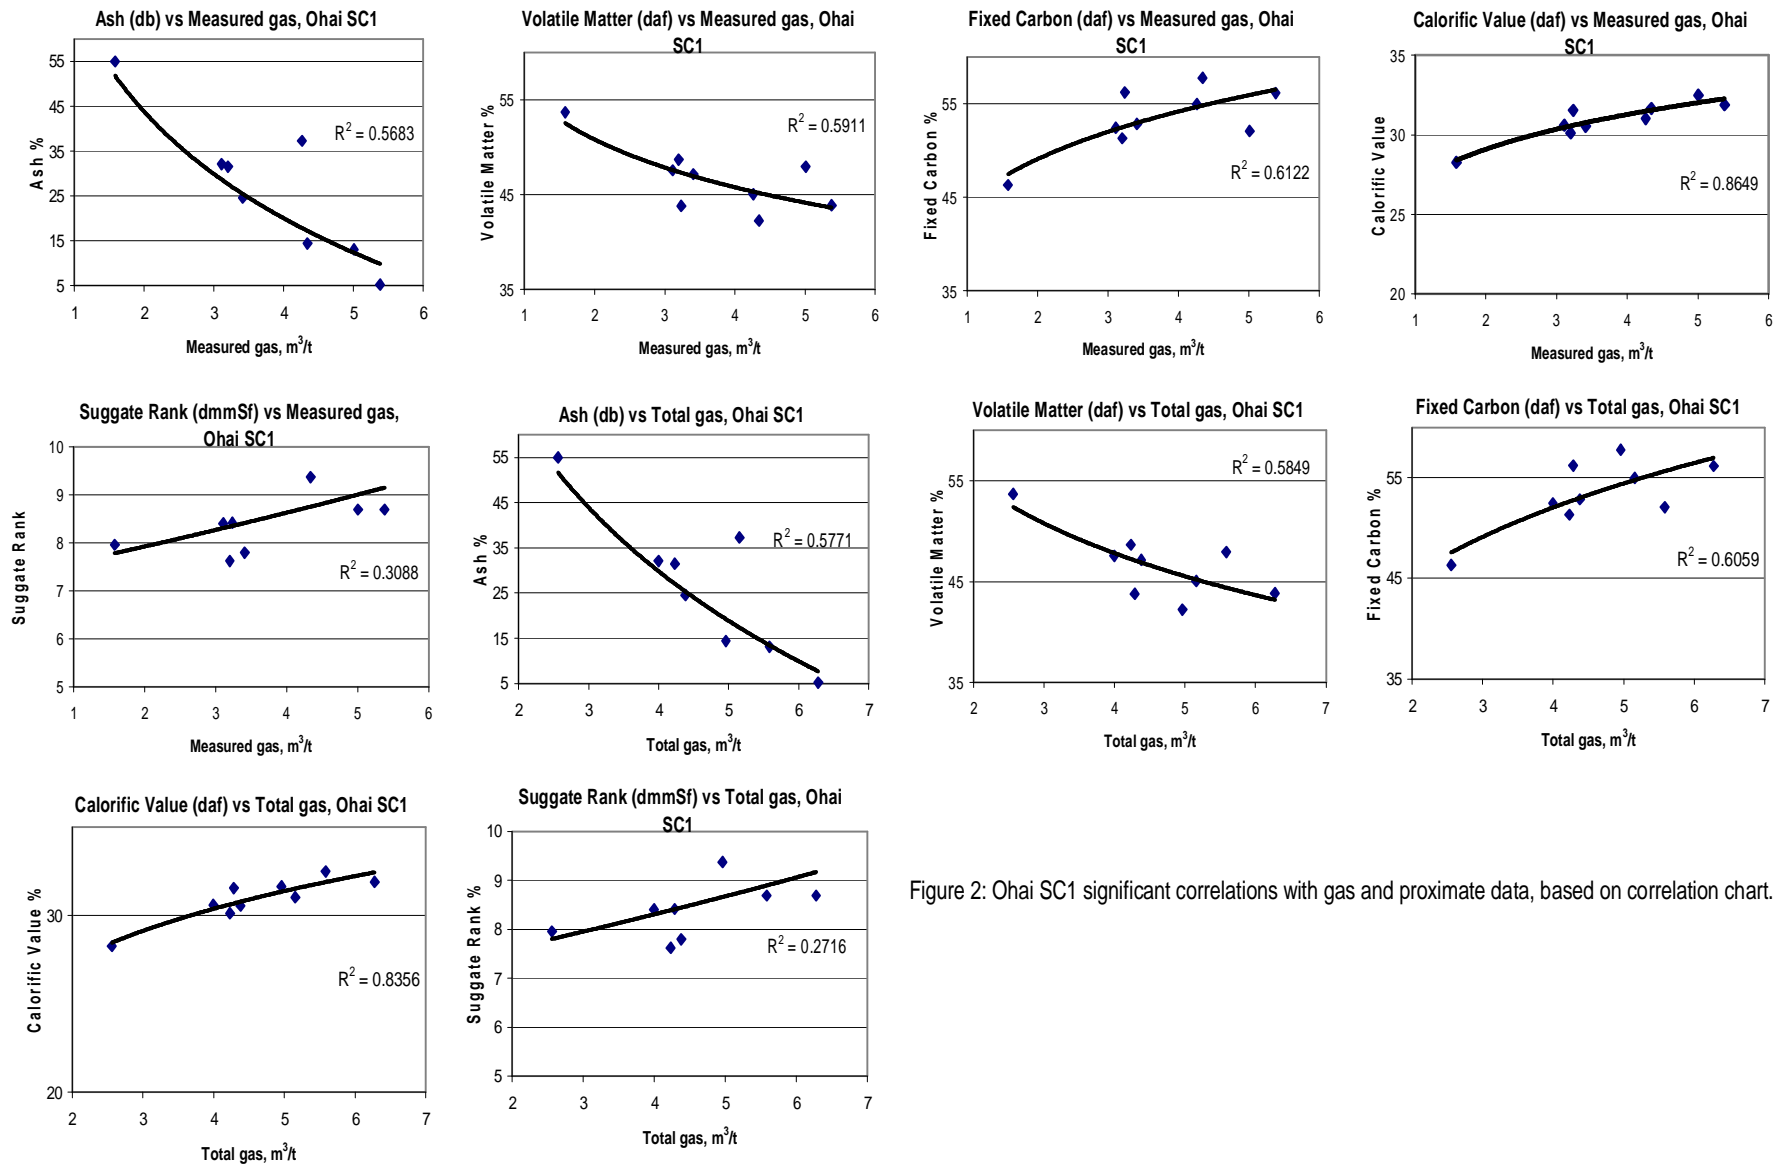 Ash (db) vs Measured gas, Ohai SC1
55
45
35
25
15
5
Ash %
R² = 0.5683
1 2 3 4 5 6
Measured gas, m³/t
Volatile Matter (daf) vs Measured gas, Ohai
SC1
55
45
35
Volatile Matter %
R² = 0.5911
1 2 3 4 5 6
Measured gas, m³/t
Fixed Carbon (daf) vs Measured gas, Ohai
SC1
55
45
35
Fixed Carbon %
R² = 0.6122
1 2 3 4 5 6
Measured gas, m³/t
Calorific Value (daf) vs Measured gas, Ohai
SC1
35
30
25
20
Calorific Value
R² = 0.8649
1 2 3 4 5 6
Measured gas, m³/t
Suggate Rank (dmmSf) vs Measured gas,
Ohai SC1
10
9
8
7
6
5
Suggate Rank
R² = 0.3088
1 2 3 4 5 6
Measured gas, m³/t
Ash (db) vs Total gas, Ohai SC1
55
45
35
25
15
5
Ash %
R² = 0.5771
2 3 4 5 6 7
Total gas, m³/t
Volatile Matter (daf) vs Total gas, Ohai SC1
55
45
35
Volatile Matter %
R² = 0.5849
2 3 4 5 6 7
Total gas, m³/t
Fixed Carbon (daf) vs Total gas, Ohai SC1
55
45
35
Fixed Carbon %
R² = 0.6059
2 3 4 5 6 7
Total gas, m³/t
Calorific Value (daf) vs Total gas, Ohai SC1
30
20
Calorific Value %
R² = 0.8356
2 3 4 5 6 7
Total gas, m³/t
Suggate Rank (dmmSf) vs Total gas, Ohai
SC1
10
9
8
7
6
5
Suggate Rank %
R² = 0.2716
2 3 4 5 6 7
Total gas, m³/t
Figure 2: Ohai SC1 significant correlations with gas and proximate data, based on correlation chart.